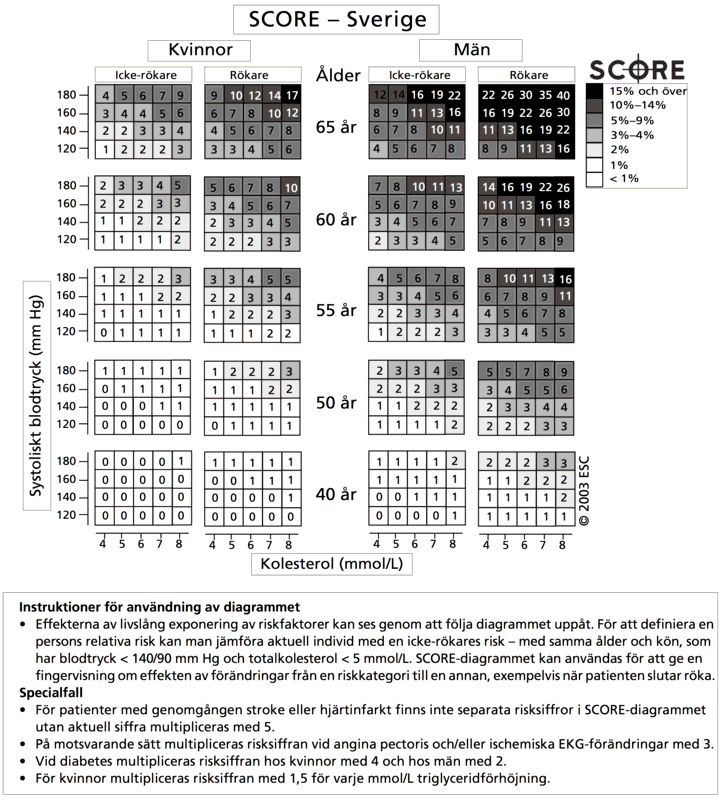 SCORE – Sverige
Kvinnor
Män
Icke-rökare
Rökare
Ålder
Icke-rökare
Rökare
SCORE
15% och över
10%–14%
5%–9%
3%–4%
2%
1%
< 1%
180 4 5 6 7 9 9 10 12 14 17 12 14 16 19 22 22 26 30 35 40
160 3 4 4 5 6 6 7 8 10 12 8 9 11 13 16 16 19 22 26 30
65 år
140 2 2 3 3 4 4 5 6 7 8 6 7 8 10 11 11 13 16 19 22
120 1 2 2 2 3 3 3 4 5 6 4 5 6 7 8 8 9 11 13 16
180 2 3 3 4 5 5 6 7 8 10 7 8 10 11 13 14 16 19 22 26
160 2 2 2 3 3 3 4 5 6 7 5 6 7 8 9 10 11 13 16 18
60 år
140 1 1 2 2 2 2 3 3 4 5 3 4 5 6 7 7 8 9 11 13
120 1 1 1 1 2 2 2 2 3 3 2 3 3 4 5 5 6 7 8 9
180 1 2 2 2 3 3 3 4 5 5 4 5 6 7 8 8 10 11 13 16
160 1 1 1 2 2 2 2 3 3 4 3 3 4 5 6 6 7 8 9 11
55 år
140 1 1 1 1 1 1 2 2 2 3 2 2 3 3 4 4 5 6 7 8
120 0 1 1 1 1 1 1 1 2 2 1 2 2 2 3 3 3 4 5 5
180 1 1 1 1 1 1 2 2 2 3 2 3 3 4 5 5 5 7 8 9
160 0 1 1 1 1 1 1 1 2 2 2 2 2 3 3 3 4 5 5 6
50 år
140 0 0 0 1 1 1 1 1 1 1 1 1 2 2 2 2 3 3 4 4
120 0 0 0 0 0 0 1 1 1 1 1 1 1 1 2 2 2 2 3 3
180 0 0 0 0 1 1 1 1 1 1 1 1 1 1 2 2 2 2 3 3
160 0 0 0 0 0 0 0 1 1 1 1 1 1 1 1 1 1 2 2 2
40 år
140 0 0 0 0 0 0 0 0 0 1 0 0 1 1 1 1 1 1 1 2
120 0 0 0 0 0 0 0 0 0 0 0 0 0 0 1 1 1 1 1
Systoliskt blodtryck (mm Hg)
© 2003 ESC
4 5 6 7 8 4 5 6 7 8 4 5 6 7 8 4 5 6 7 8
Kolesterol (mmol/L)
Instruktioner för användning av diagrammet
• Effekterna av livslång exponering av riskfaktorer kan ses genom att följa diagrammet uppåt. För att definiera en
persons relativa risk kan man jämföra aktuell individ med en icke-rökares risk – med samma ålder och kön, som
har blodtryck < 140/90 mm Hg och totalkolesterol < 5 mmol/L. SCORE-diagrammet kan användas för att ge en
fingervisning om effekten av förändringar från en riskkategori till en annan, exempelvis när patienten slutar röka.
Specialfall
• För patienter med genomgången stroke eller hjärtinfarkt finns inte separata risksiffror i SCORE-diagrammet
utan aktuell siffra multipliceras med 5.
• På motsvarande sätt multipliceras risksiffran vid angina pectoris och/eller ischemiska EKG-förändringar med 3.
• Vid diabetes multipliceras risksiffran hos kvinnor med 4 och hos män med 2.
• För kvinnor multipliceras risksiffran med 1,5 för varje mmol/L triglyceridförhöjning.